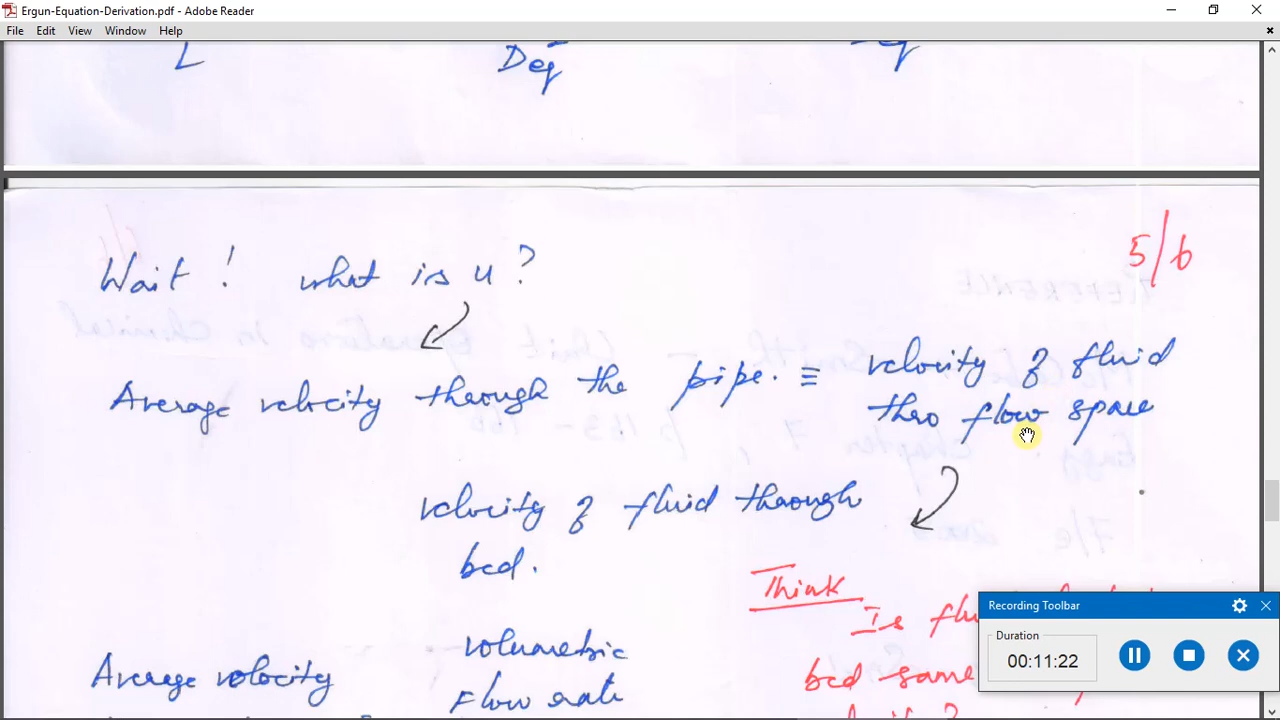 Ergun-Equation-Derivation.pdf - Adobe Reader
File Edit View Window Help
L
Deq
5/6
Wait ! what is u ?
Average velocity through the pipe. ≡ velocity of fluid
thro flow space
velocity of fluid through
bed.
Think
Is
bed same
volumetric
Average velocity
flow rate
Recording Toolbar
Duration
00:11:22